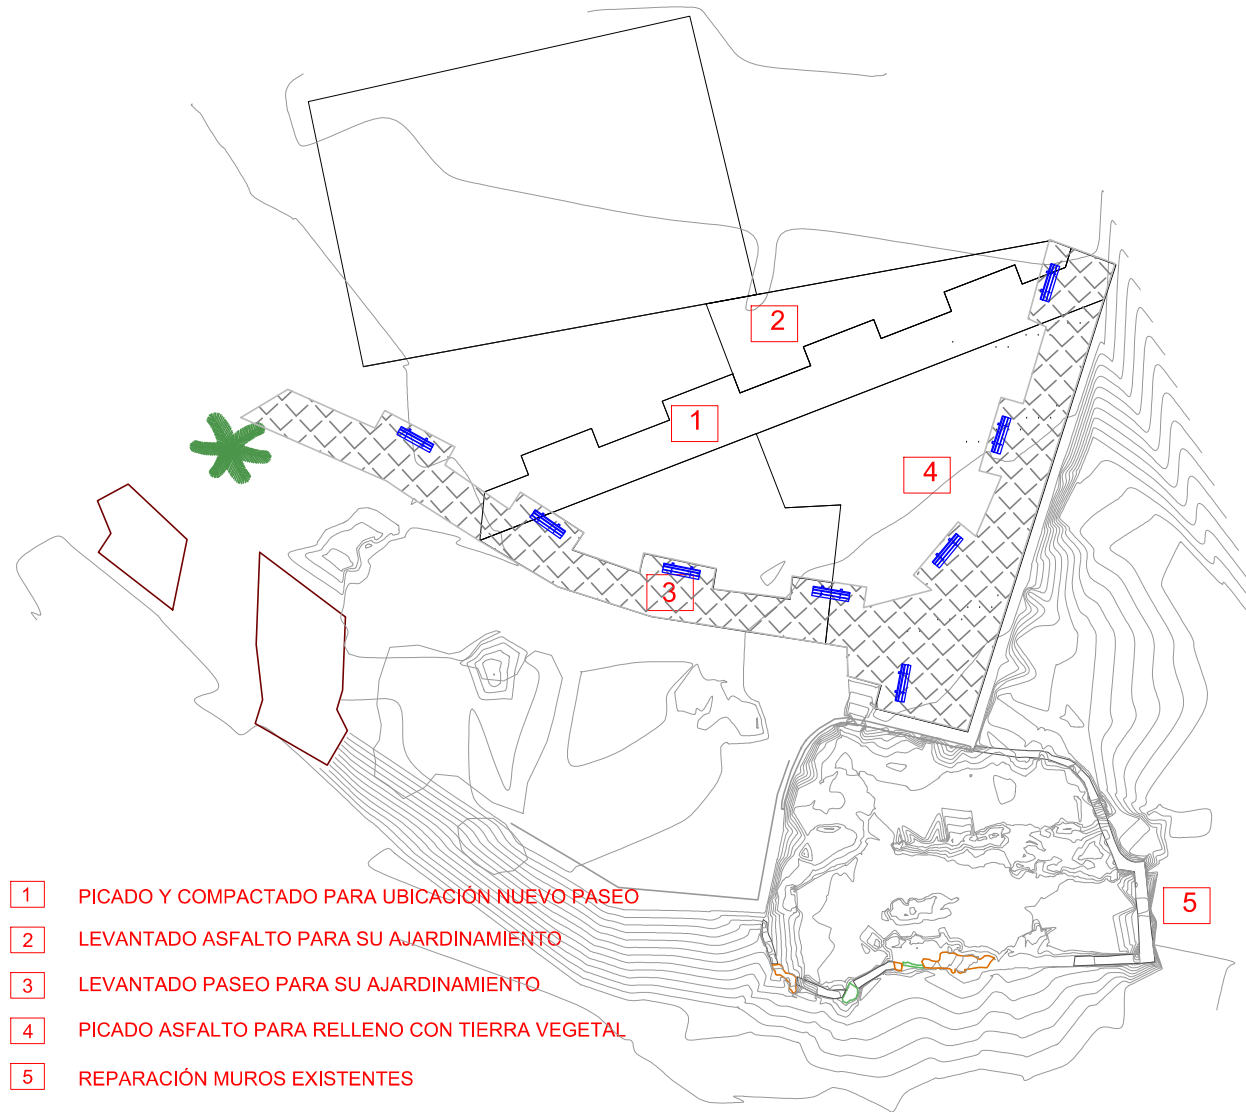 2
1
4
3
5
1 PICADO Y COMPACTADO PARA UBICACIÓN NUEVO PASEO
2 LEVANTADO ASFALTO PARA SU AJARDINAMIENTO
3 LEVANTADO PASEO PARA SU AJARDINAMIENTO
4 PICADO ASFALTO PARA RELLENO CON TIERRA VEGETAL
5 REPARACIÓN MUROS EXISTENTES